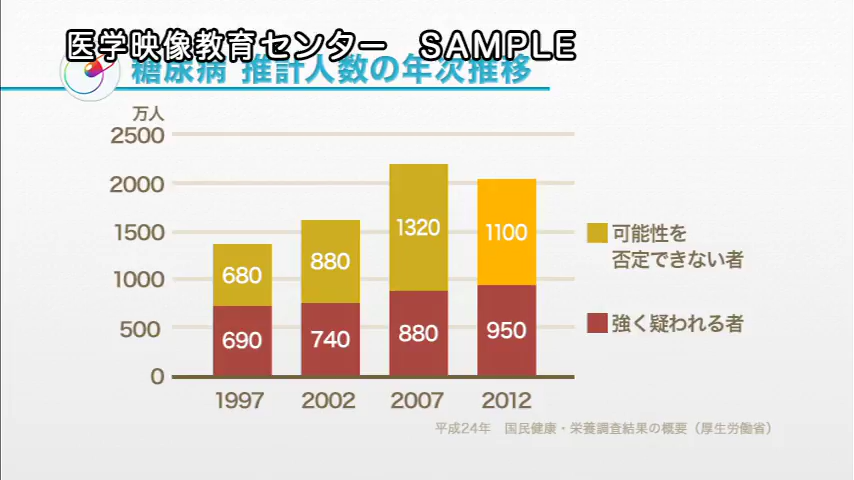 医学映像教育センター　SAMPLE
糖尿病 推計人数の年次推移
万人
2500
2000
1500
1000
500
0
680
880
1320
1100
690
740
880
950
1997
2002
2007
2012
可能性を
否定できない者
強く疑われる者
平成24年　国民健康・栄養調査結果の概要（厚生労働省）